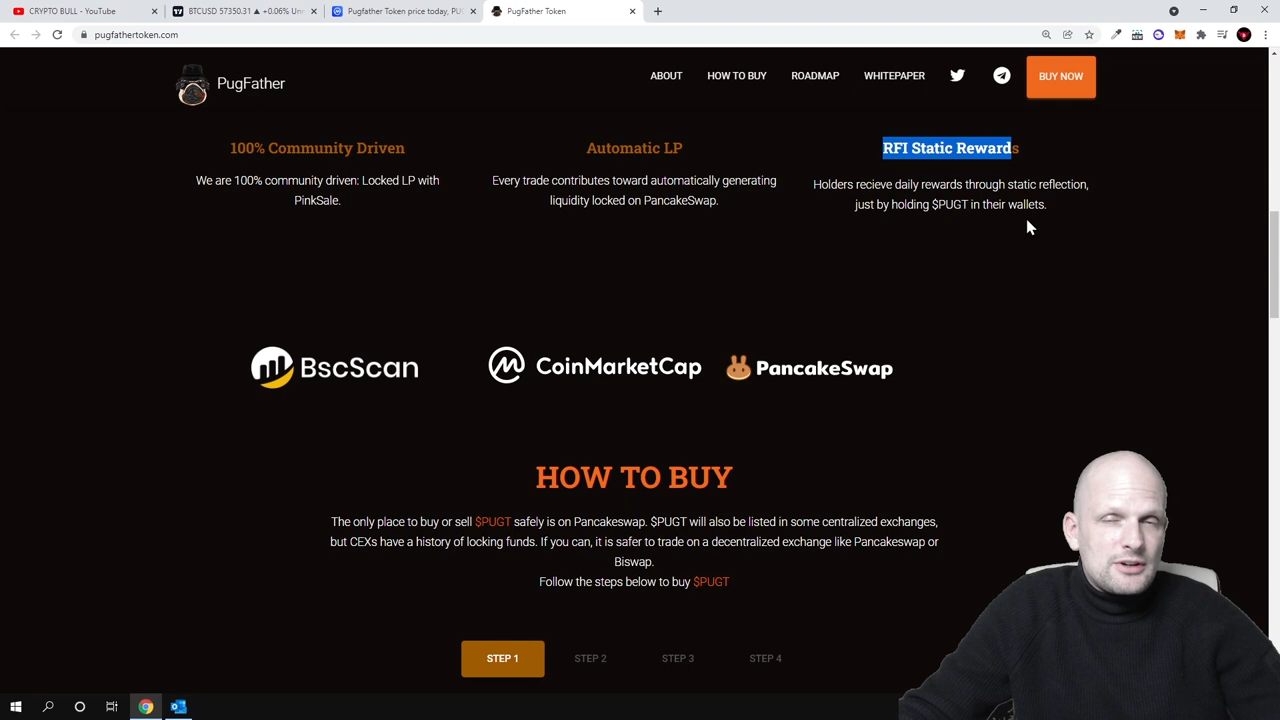 CRYPTO BULL - YouTube
BTCUSD 57350.31 ▲ +0.06% Un
Pugfather Token price today, PU
PugFather Token
pugfathertoken.com
PugFather
ABOUT
HOW TO BUY
ROADMAP
WHITEPAPER
BUY NOW
100% Community Driven
We are 100% community driven: Locked LP with
PinkSale.
Automatic LP
Every trade contributes toward automatically generating
liquidity locked on PancakeSwap.
RFI Static Rewards
Holders recieve daily rewards through static reflection,
just by holding $PUGT in their wallets.
BscScan
CoinMarketCap
PancakeSwap
HOW TO BUY
The only place to buy or sell $PUGT safely is on Pancakeswap. $PUGT will also be listed in some centralized exchanges,
but CEXs have a history of locking funds. If you can, it is safer to trade on a decentralized exchange like Pancakeswap or
Biswap.
Follow the steps below to buy $PUGT
STEP 1
STEP 2
STEP 3
STEP 4